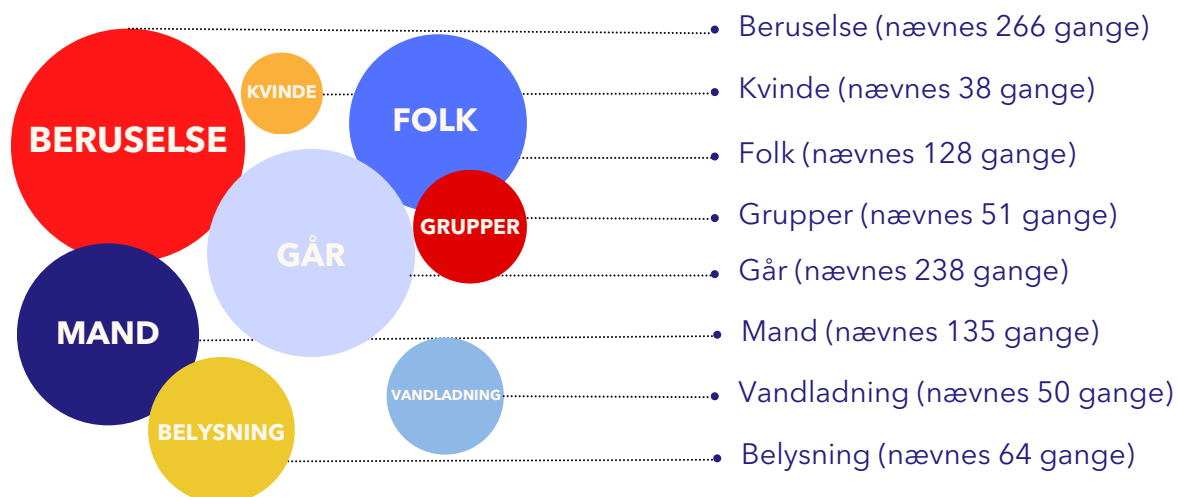 BERUSELSE
KVINDE
FOLK
GRUPPER
GÅR
MAND
VANDLADNING
BELYSNING
• Beruselse (nævnes 266 gange)
• Kvinde (nævnes 38 gange)
• Folk (nævnes 128 gange)
• Grupper (nævnes 51 gange)
• Går (nævnes 238 gange)
• Mand (nævnes 135 gange)
• Vandladning (nævnes 50 gange)
• Belysning (nævnes 64 gange)